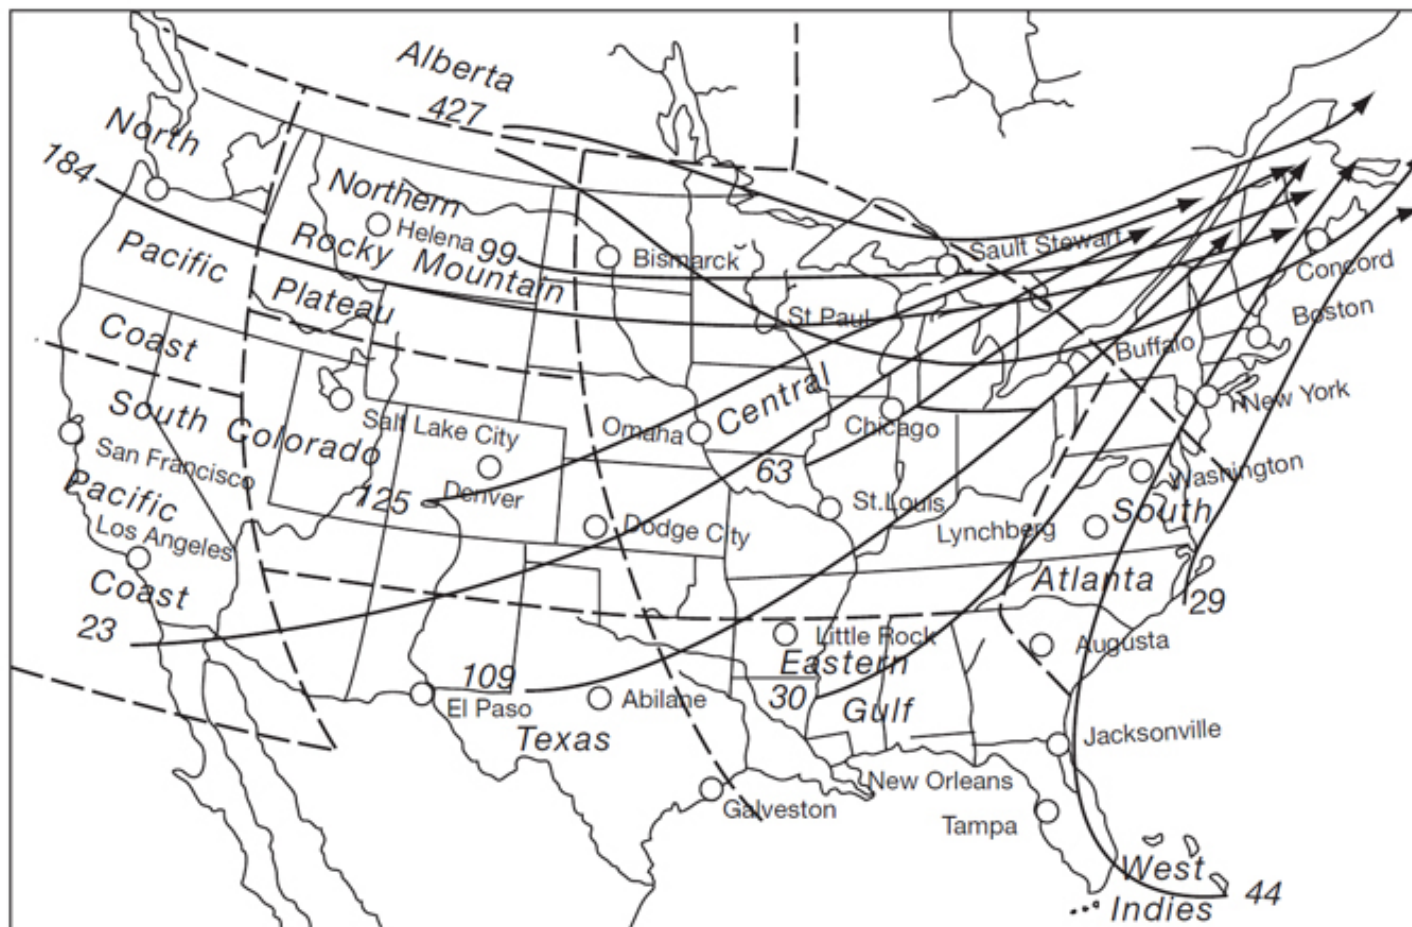 Alberta
427
North
184
Northern
Helena
99
Rocky Mountain
Bismarck
Sault Stewart
Concord
Pacific
Plateau
St Paul
Boston
Coast
Buffalo
Central
New York
South Colorado
Salt Lake City
Omaha
Chicago
San Francisco
63
Washington
Pacific
125
Denver
St.Louis
South
Los Angeles
Dodge City
Lynchberg
Coast
Atlanta
23
29
Little Rock
Augusta
Eastern
109
30
El Paso
Abilane
Gulf
Texas
Jacksonville
New Orleans
Galveston
Tampa
West
44
Indies